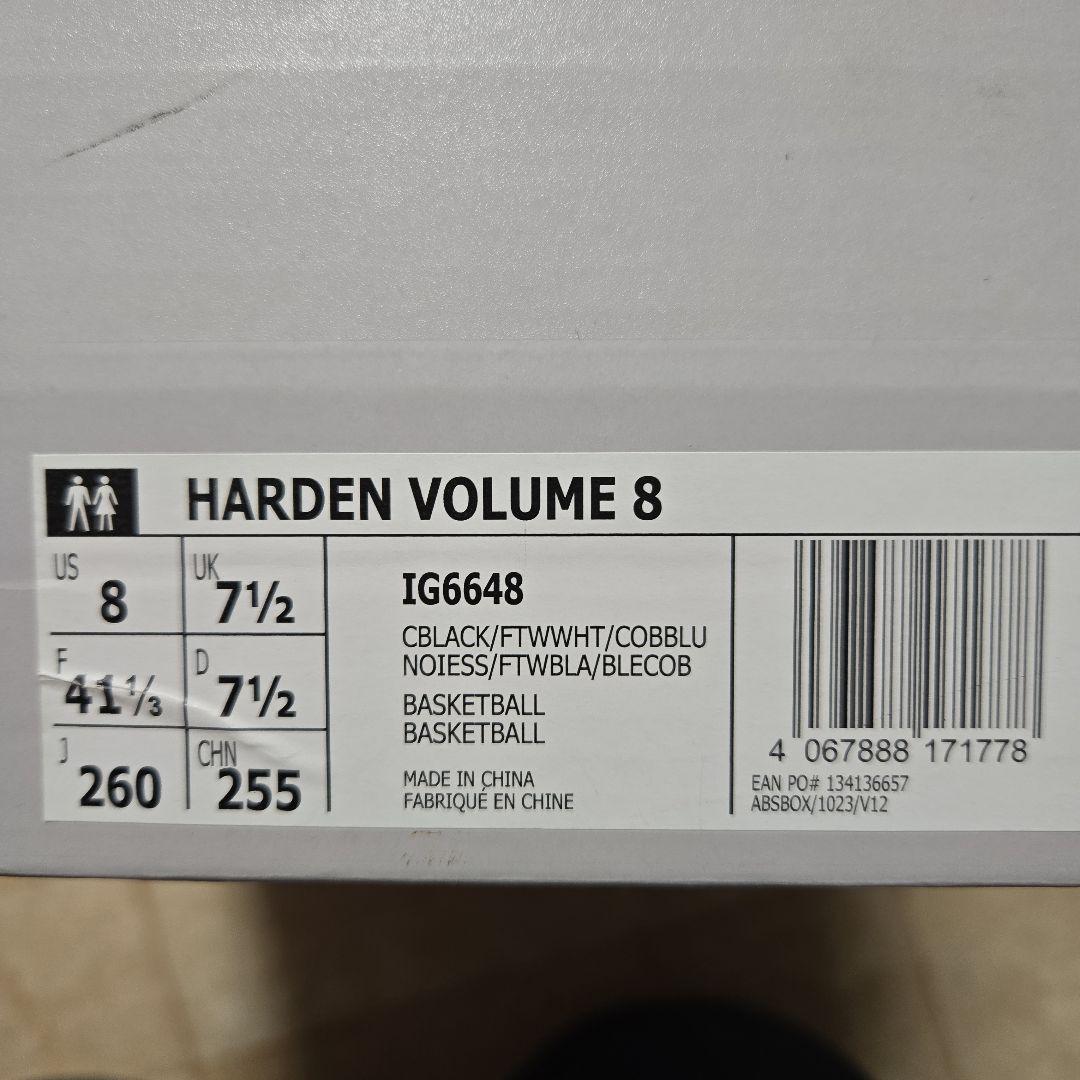 HARDEN VOLUME 8
US 8 UK 7½
F 41⅓ D 7½
J 260 CHN 255
IG6648
CBLACK/FTWWHT/COBBLU
NOIESS/FTWBLA/BLECOB
BASKETBALL
BASKETBALL
MADE IN CHINA
FABRIQUÉ EN CHINE
4 067888 171778
EAN PO# 134136657
ABSBOX/1023/V12